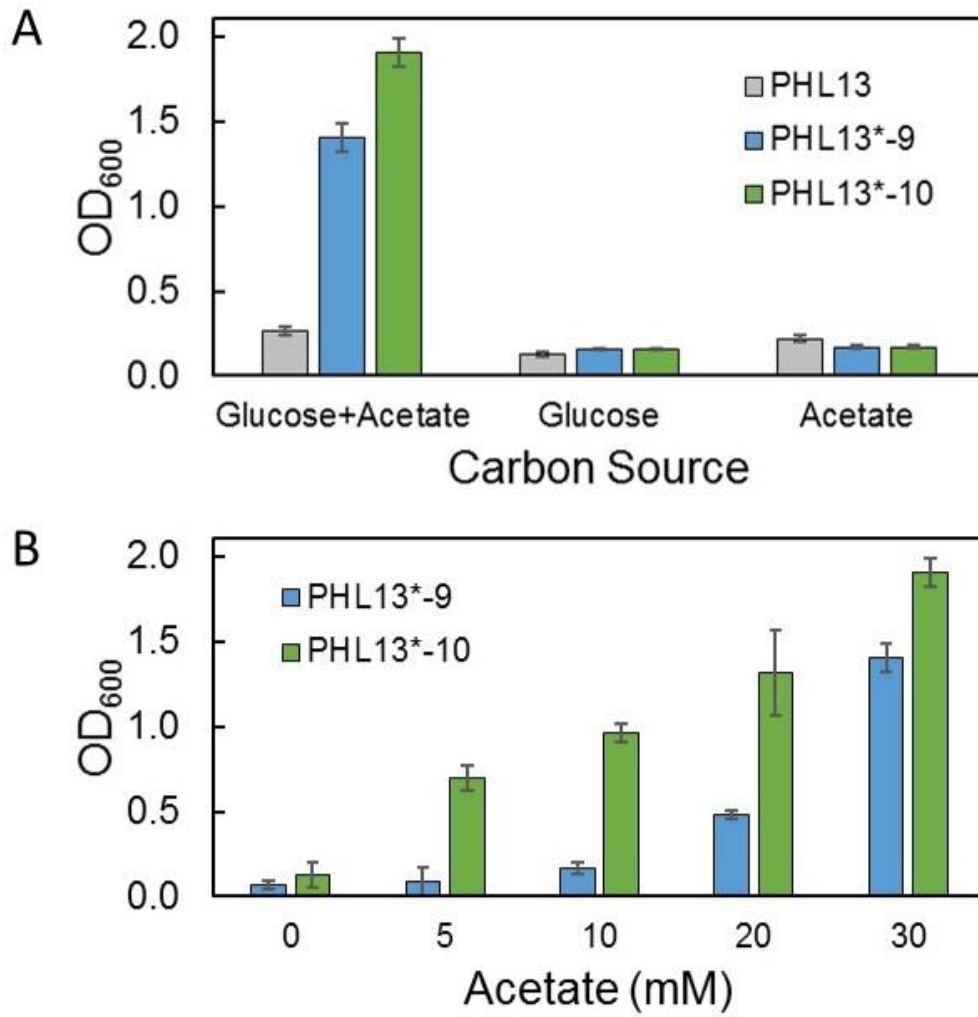 A
OD600
2.0
1.5
1.0
0.5
0.0
PHL13
PHL13*-9
PHL13*-10
Glucose+Acetate Glucose Acetate
Carbon Source
B
OD600
2.0
1.5
1.0
0.5
0.0
PHL13*-9
PHL13*-10
0 5 10 20 30
Acetate (mM)